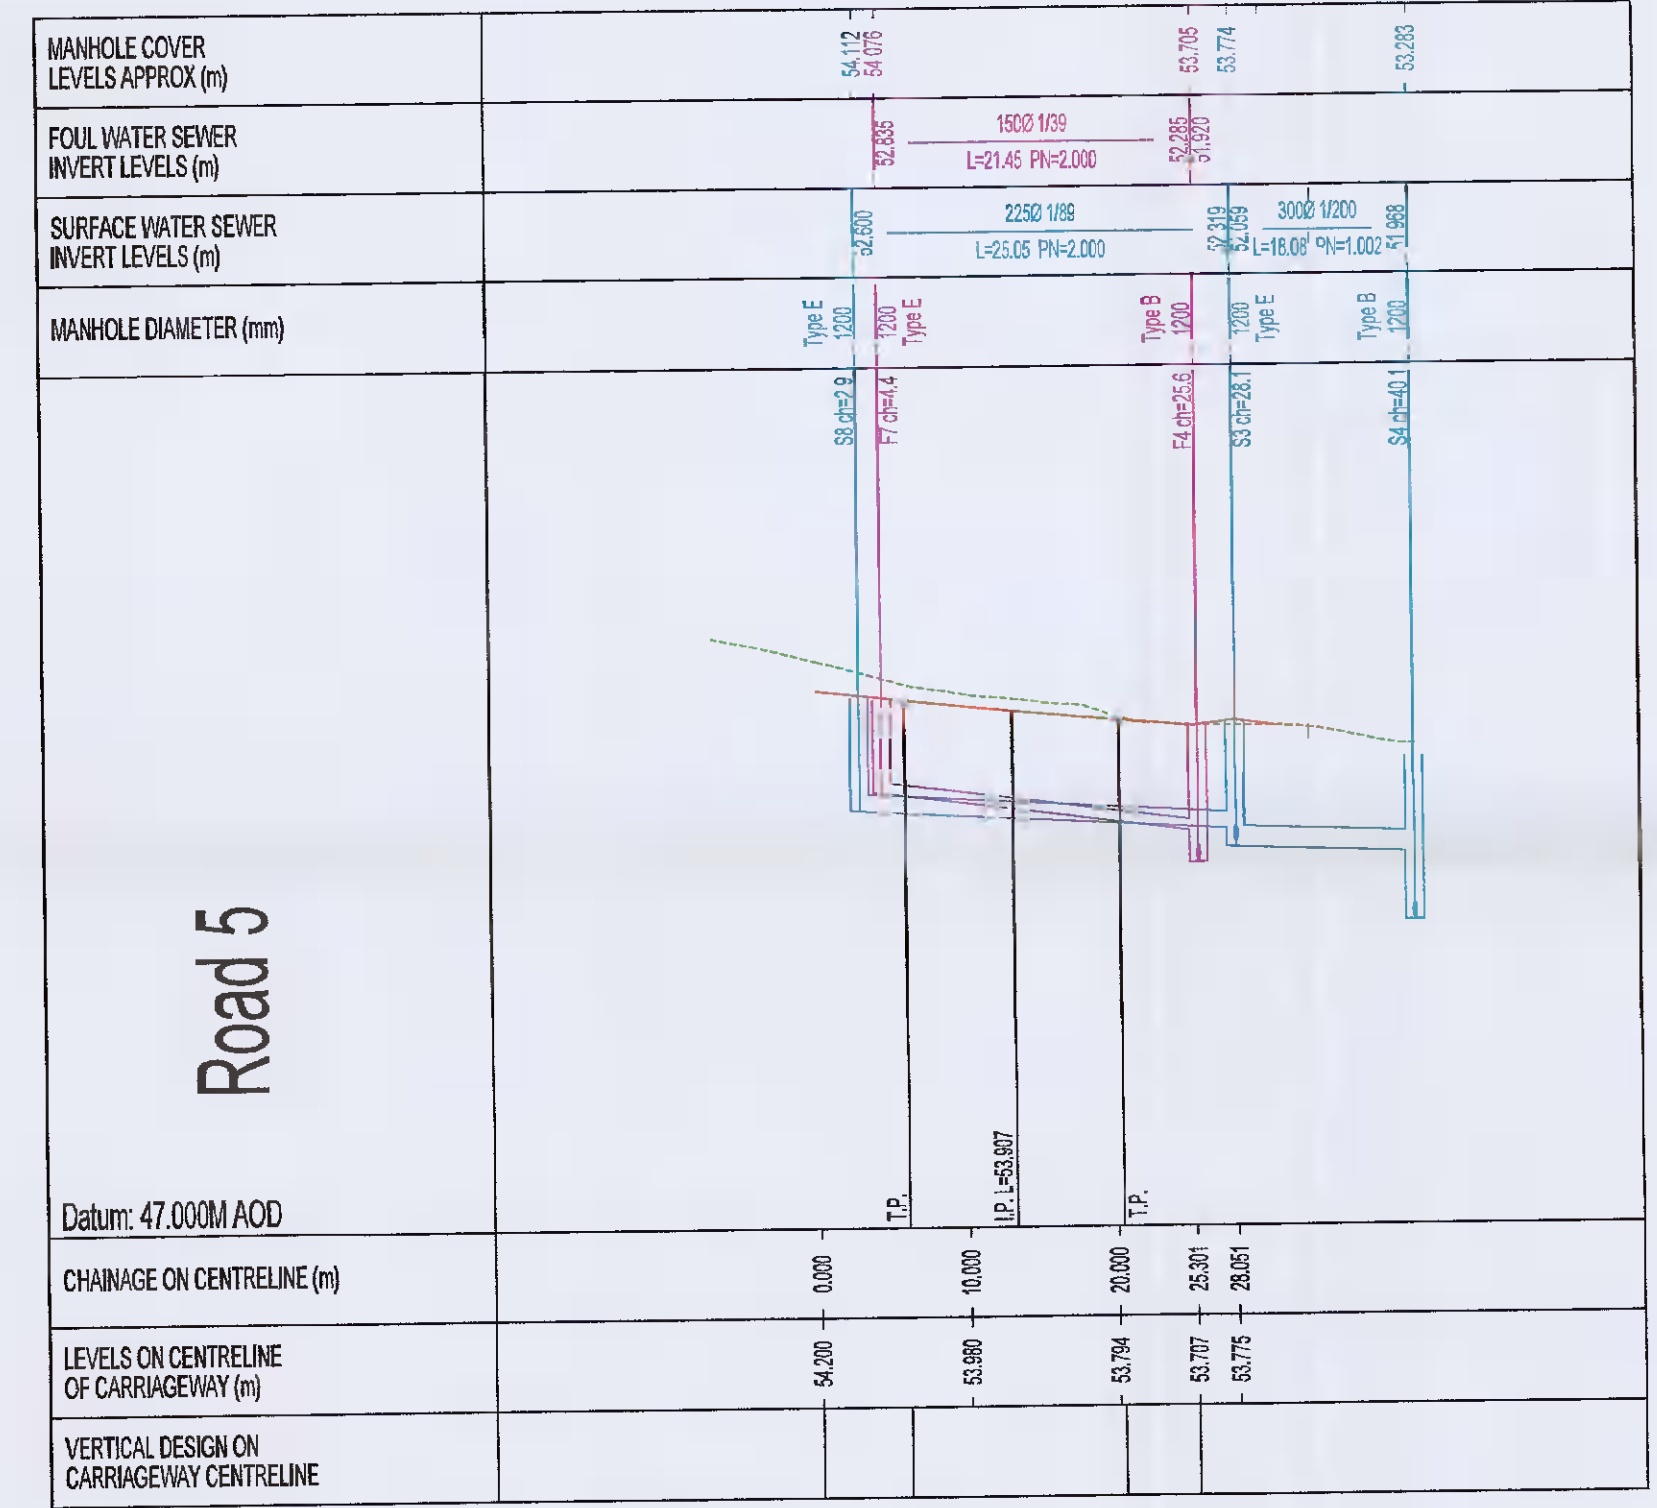 MANHOLE COVER
LEVELS APPROX (m)
54.112
54.076
53.705
53.774
53.283
FOUL WATER SEWER
INVERT LEVELS (m)
52.835
150Ø 1/39
L=21.45 PN=2.000
52.285
51.920
SURFACE WATER SEWER
INVERT LEVELS (m)
52.600
225Ø 1/89
L=25.05 PN=2.000
52.319
52.059
300Ø 1/200
L=18.08 PN=1.002
51.968
MANHOLE DIAMETER (mm)
Type E
1200
1200
Type E
Type B
1200
1200
Type E
Type B
1200
S8 ch=2.9
F7 ch=4.4
F4 ch=25.6
S3 ch=28.1
S4 ch=40.1
Road 5
Datum: 47.000M AOD
T.P.
I.P. L=53.907
T.P.
CHAINAGE ON CENTRELINE (m)
0.000
10.000
20.000
25.301
28.051
LEVELS ON CENTRELINE
OF CARRIAGEWAY (m)
54.200
53.980
53.794
53.707
53.775
VERTICAL DESIGN ON
CARRIAGEWAY CENTRELINE